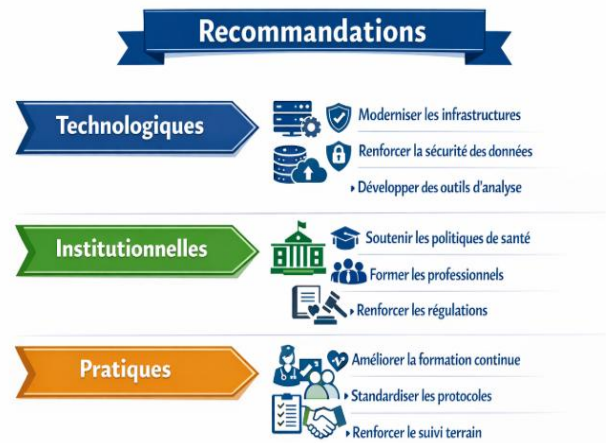 Recommandations
Technologiques
Moderniser les infrastructures
Renforcer la sécurité des données
Développer des outils d'analyse
Institutionnelles
Soutenir les politiques de santé
Former les professionnels
Renforcer les régulations
Pratiques
Améliorer la formation continue
Standardiser les protocoles
Renforcer le suivi terrain